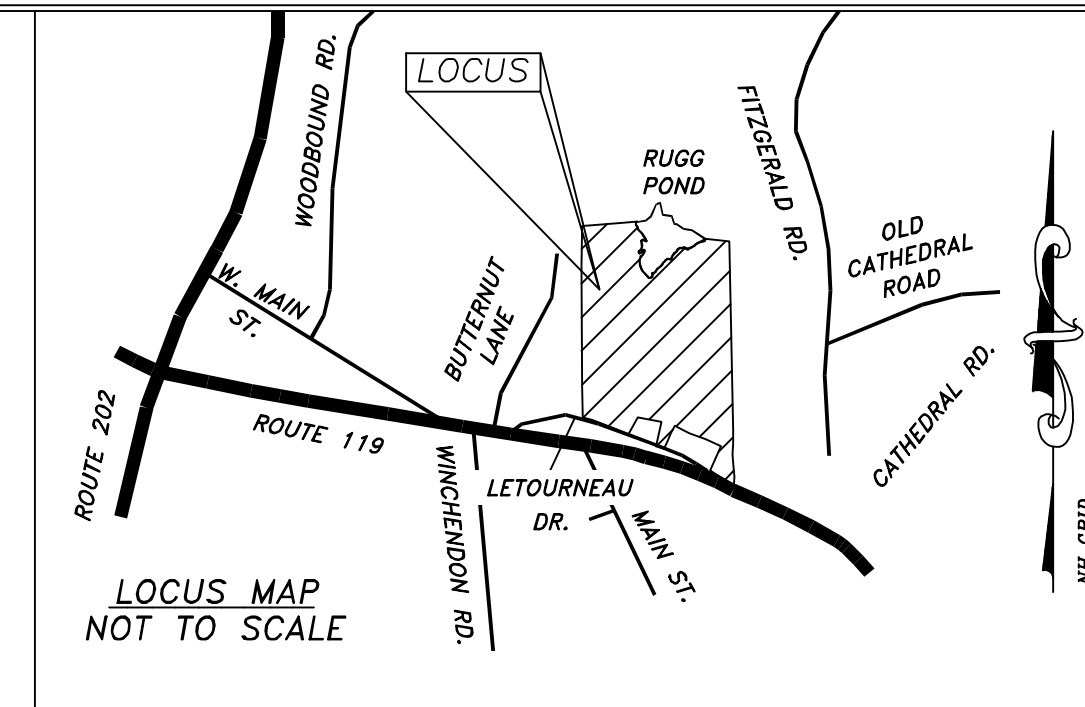 WOODBOUND RD.
LOCUS
RUGG
POND
FITZGERALD RD.
OLD
CATHEDRAL
ROAD
W. MAIN
ST.
BUTTERNUT
LANE
CATHEDRAL RD.
ROUTE 202
ROUTE 119
WINCHENDON RD.
LETOURNEAU
DR.
MAIN ST.
LOCUS MAP
NOT TO SCALE